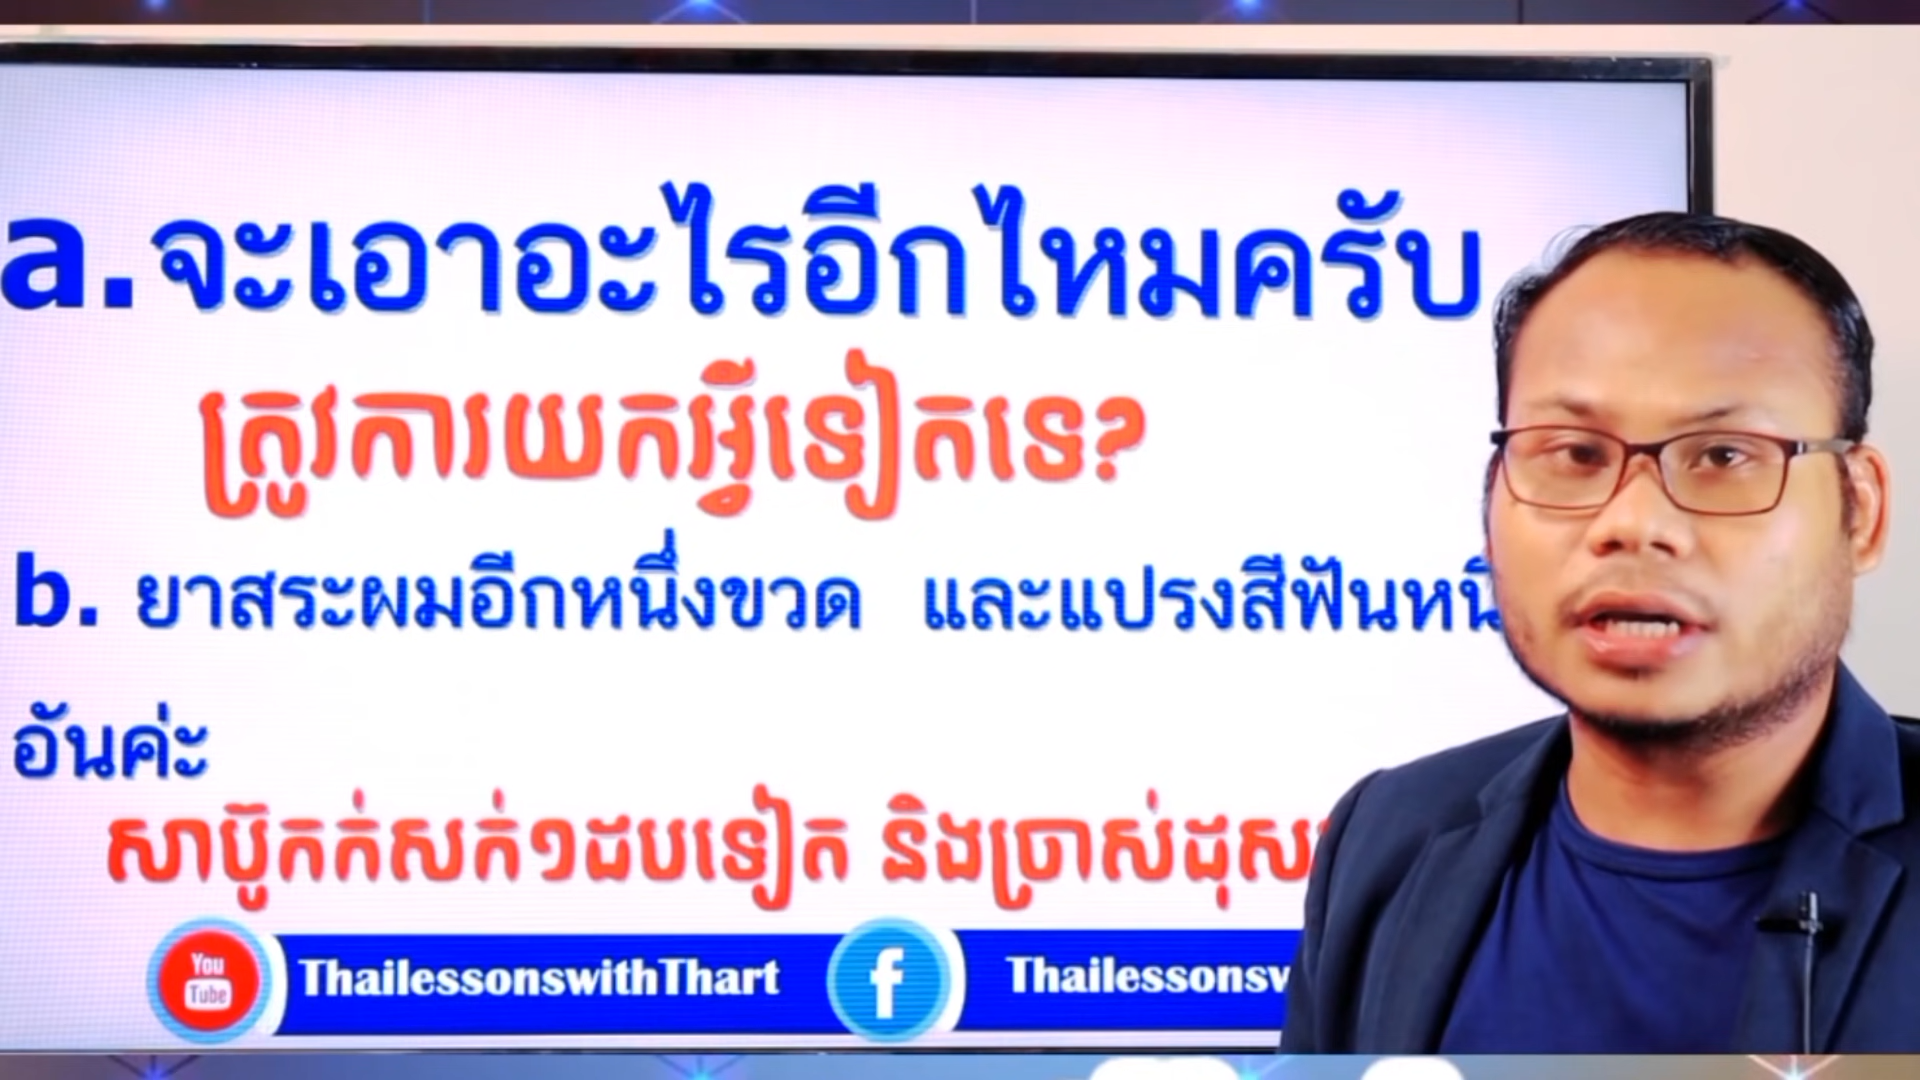 a.จะเอาอะไรอีกไหมครับ
ត្រូវការយកអ្វីទៀតទេ?
b. ยาสระผมอีกหนึ่งขวด และแปรงสีฟัน
อันค่ะ
សាប៊ូកក់សក់១ដបទៀត និងច្រាស់ដុស
You Tube ThailessonswithThart f